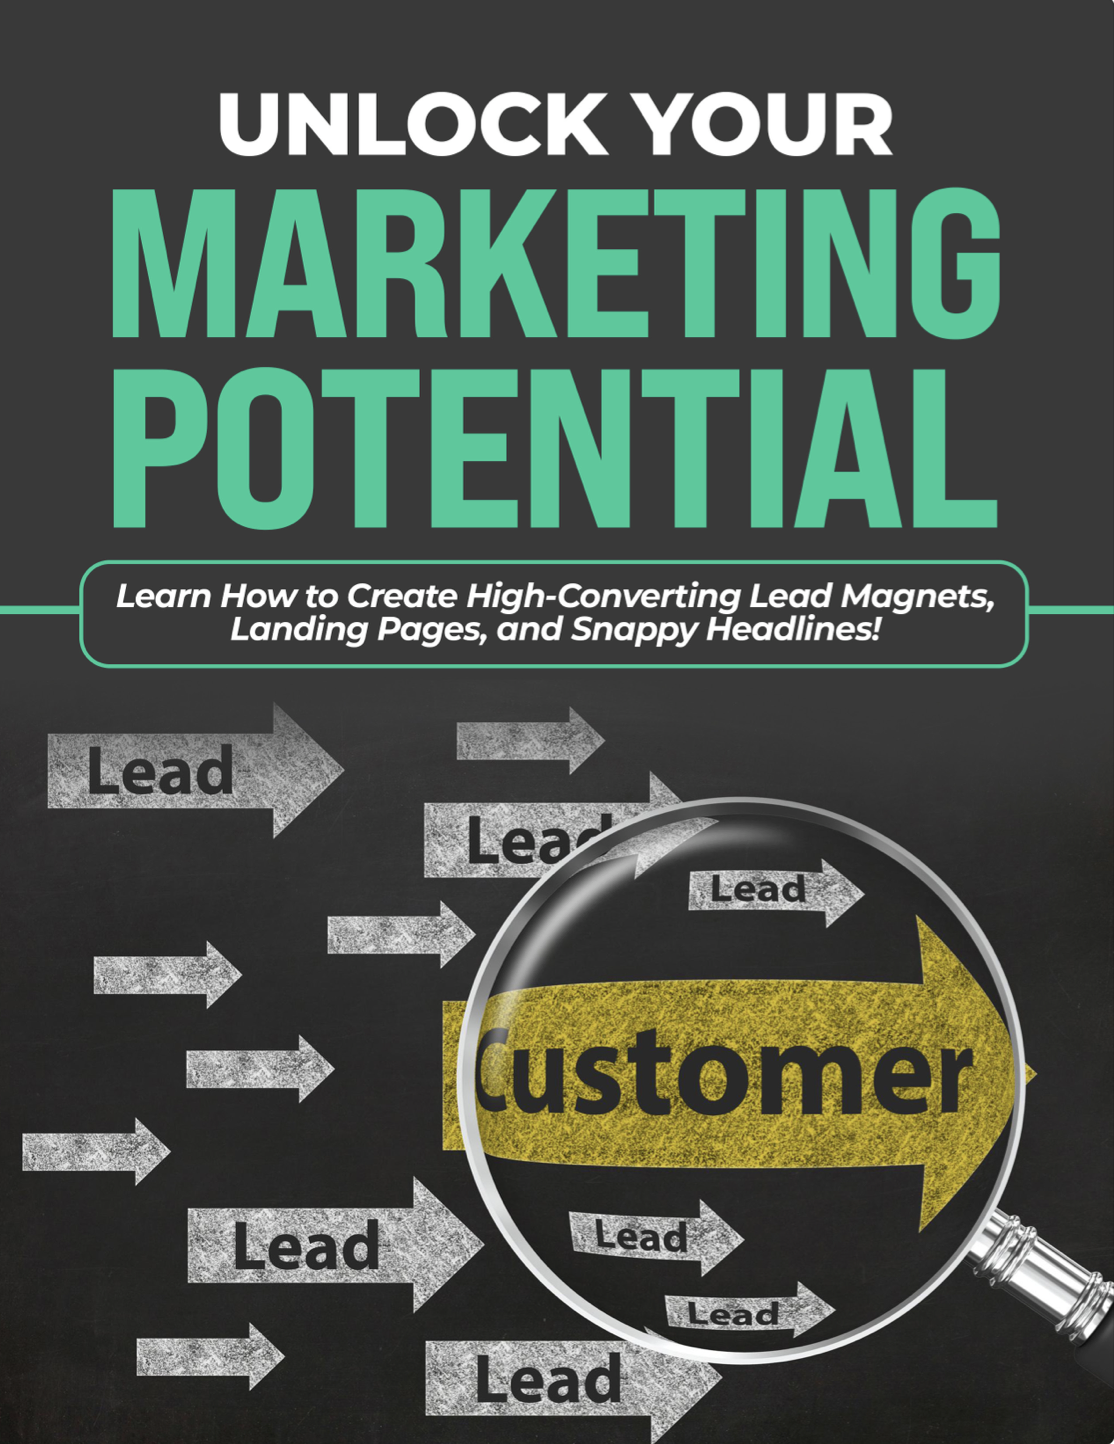 UNLOCK YOUR
MARKETING
POTENTIAL
Learn How to Create High-Converting Lead Magnets,
Landing Pages, and Snappy Headlines!
Lead
Lead
Lead
Customer
Lead
Lead
Lead
Lead